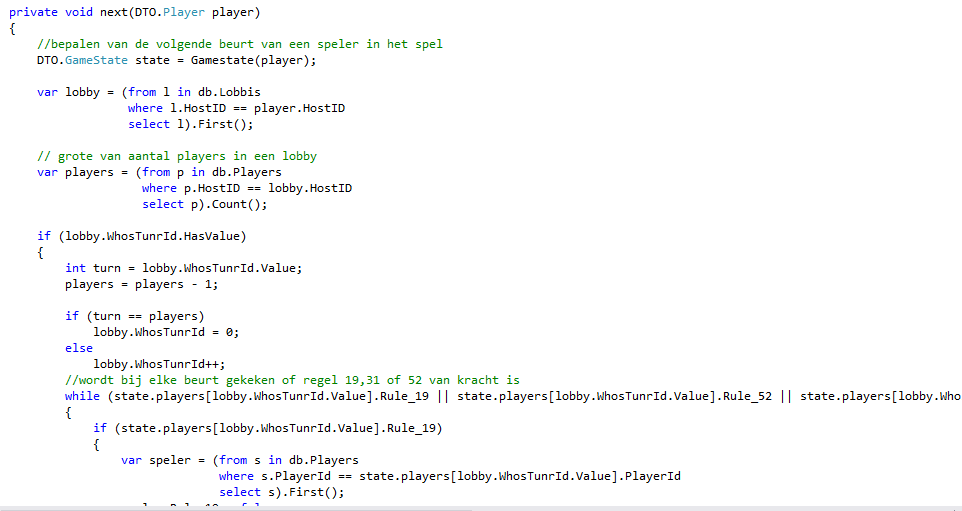 private void next(DTO.Player player)
{
//bepalen van de volgende beurt van een speler in het spel
DTO.GameState state = Gamestate(player);
var lobby = (from l in db.Lobbis
where l.HostID == player.HostID
select l).First();
// grote van aantal players in een lobby
var players = (from p in db.Players
where p.HostID == lobby.HostID
select p).Count();
if (lobby.WhosTunrId.HasValue)
{
int turn = lobby.WhosTunrId.Value;
players = players - 1;
if (turn == players)
lobby.WhosTunrId = 0;
else
lobby.WhosTunrId++;
//wordt bij elke beurt gekeken of regel 19,31 of 52 van kracht is
while (state.players[lobby.WhosTunrId.Value].Rule_19 || state.players[lobby.WhosTunrId.Value].Rule_52 || state.players[lobby.Who
{
if (state.players[lobby.WhosTunrId.Value].Rule_19)
{
var speler = (from s in db.Players
where s.PlayerId == state.players[lobby.WhosTunrId.Value].PlayerId
select s).First();